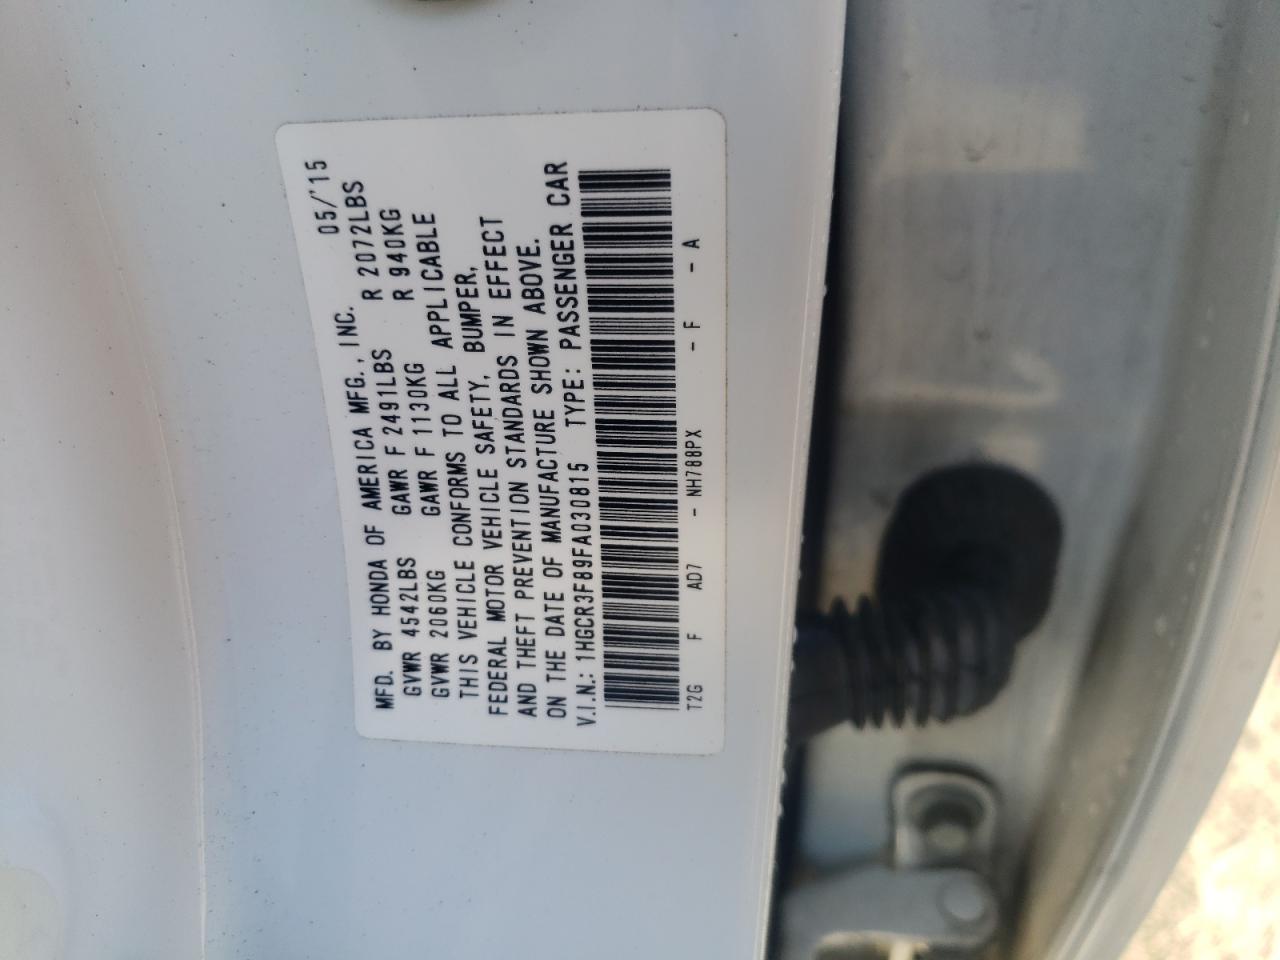 MFD. BY HONDA OF AMERICA MFG., INC. 05/'15
GVWR 4542LBS GAWR F 2491LBS R 2072LBS
GVWR 2060KG GAWR F 1130KG R 940KG
THIS VEHICLE CONFORMS TO ALL APPLICABLE
FEDERAL MOTOR VEHICLE SAFETY, BUMPER,
AND THEFT PREVENTION STANDARDS IN EFFECT
ON THE DATE OF MANUFACTURE SHOWN ABOVE.
V.I.N.: 1HGCR3F89FA030815 TYPE: PASSENGER CAR
T2G F AD7 - NH788PX - F - A